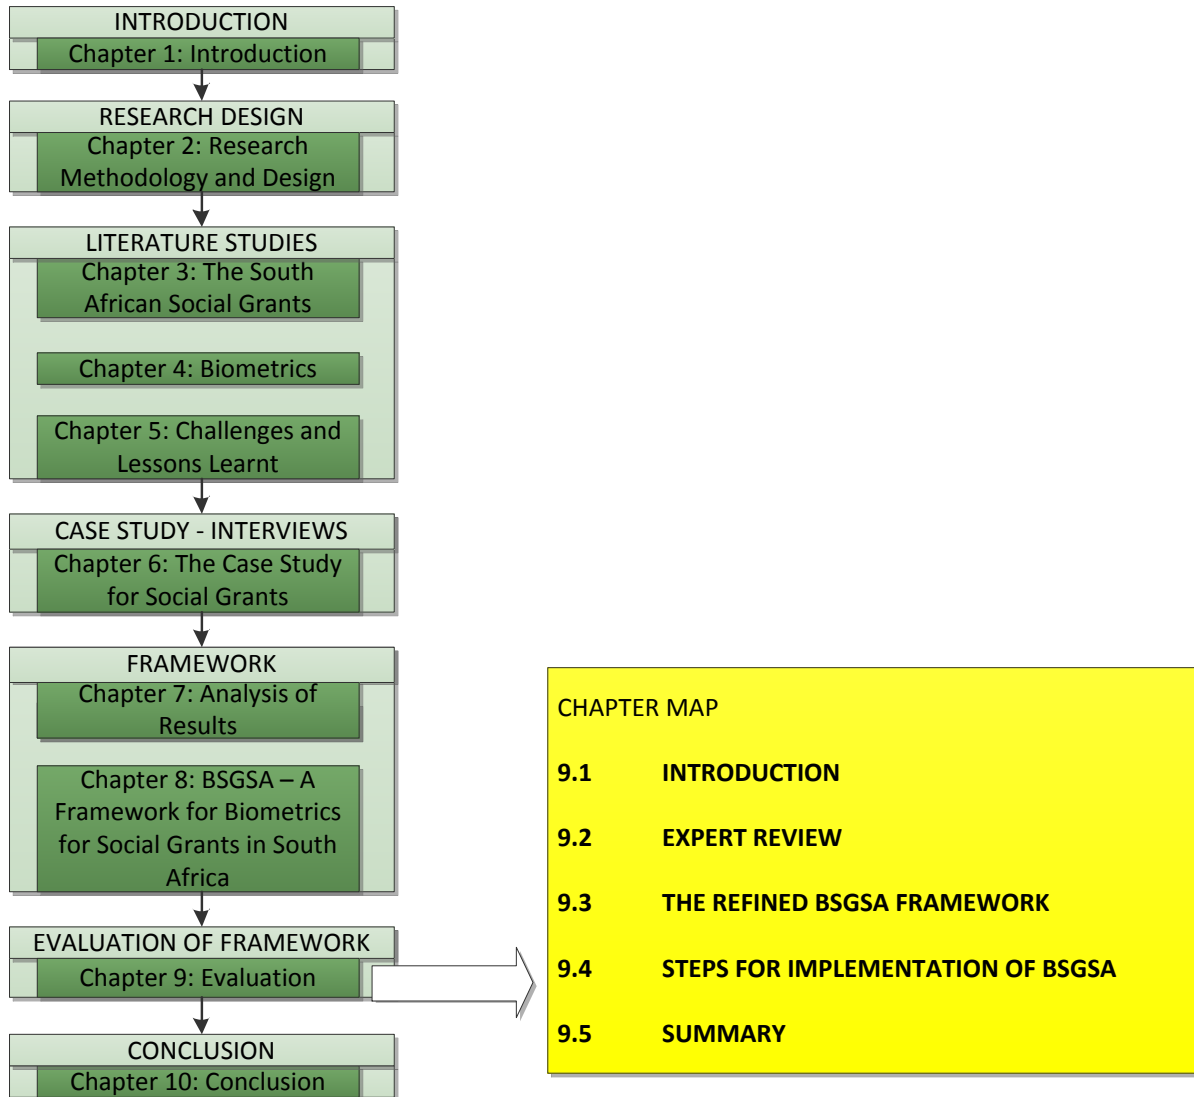 INTRODUCTION
Chapter 1: Introduction
RESEARCH DESIGN
Chapter 2: Research
Methodology and Design
LITERATURE STUDIES
Chapter 3: The South
African Social Grants
Chapter 4: Biometrics
Chapter 5: Challenges and
Lessons Learnt
CASE STUDY - INTERVIEWS
Chapter 6: The Case Study
for Social Grants
FRAMEWORK
Chapter 7: Analysis of
Results
Chapter 8: BSGSA – A
Framework for Biometrics
for Social Grants in South
Africa
EVALUATION OF FRAMEWORK
Chapter 9: Evaluation
CONCLUSION
Chapter 10: Conclusion
CHAPTER MAP
9.1 INTRODUCTION
9.2 EXPERT REVIEW
9.3 THE REFINED BSGSA FRAMEWORK
9.4 STEPS FOR IMPLEMENTATION OF BSGSA
9.5 SUMMARY